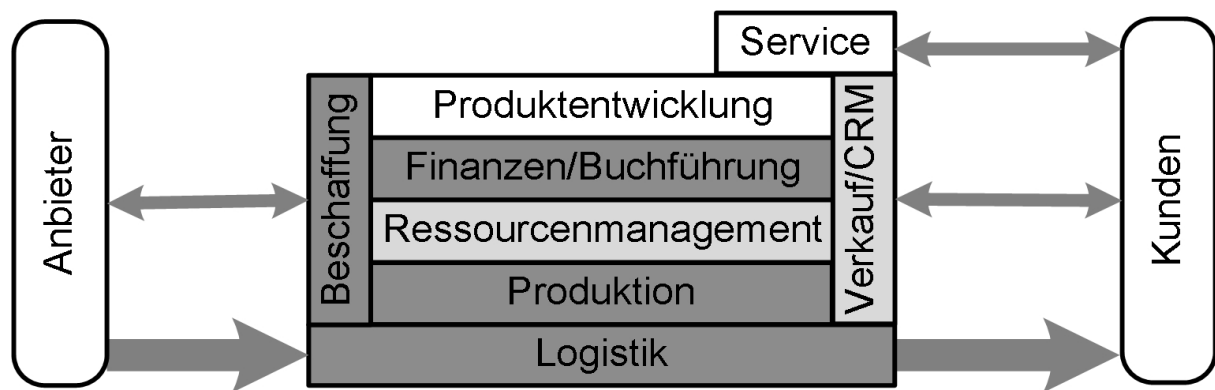 Anbieter
Beschaffung
Service
Produktentwicklung
Finanzen/Buchführung
Ressourcenmanagement
Produktion
Logistik
Verkauf/CRM
Kunden